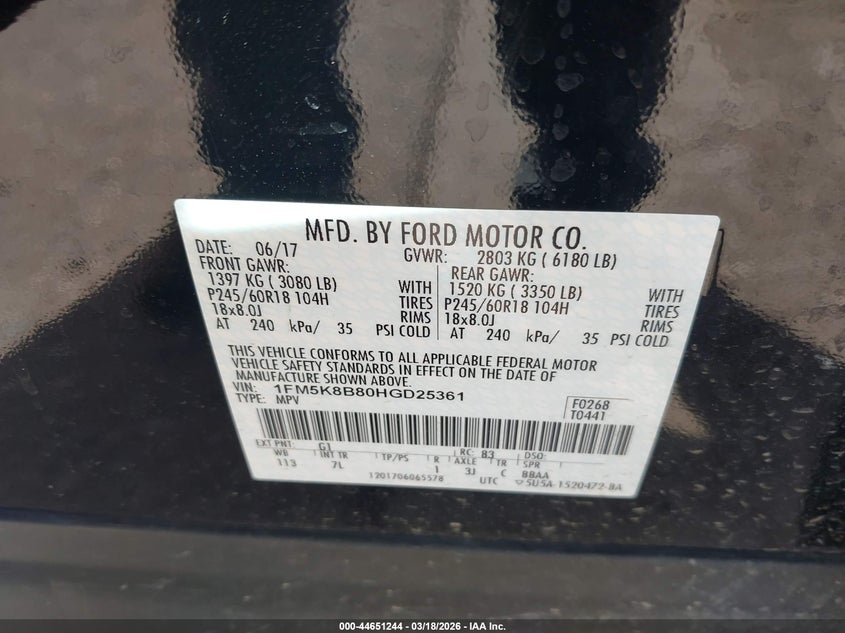 MFD. BY FORD MOTOR CO.
DATE: 06/17 GVWR: 2803 KG ( 6180 LB)
FRONT GAWR: REAR GAWR:
1397 KG ( 3080 LB) WITH 1520 KG ( 3350 LB) WITH
P245/60R18 104H TIRES P245/60R18 104H TIRES
18x8.0J RIMS 18x8.0J RIMS
AT 240 kPa/ 35 PSI COLD AT 240 kPa/ 35 PSI COLD
THIS VEHICLE CONFORMS TO ALL APPLICABLE FEDERAL MOTOR
VEHICLE SAFETY STANDARDS IN EFFECT ON THE DATE OF
MANUFACTURE SHOWN ABOVE.
VIN: 1FM5K8B80HGD25361
TYPE: MPV
F0268
T0441
EXT PNT: G1 RC: B3 DSO:
WB INT TR TP/PS R AXLE TR SPR
113 7L 1 3J C BBAA
1201706065578 UTC 5U5A-1520472-BA
000-44651244 - 03/18/2026 - IAA Inc.